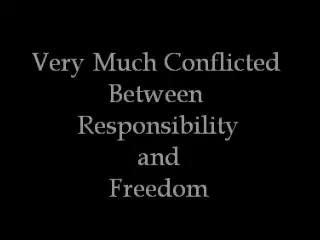 Very Much Conflicted
Between
Responsibility
and
Freedom